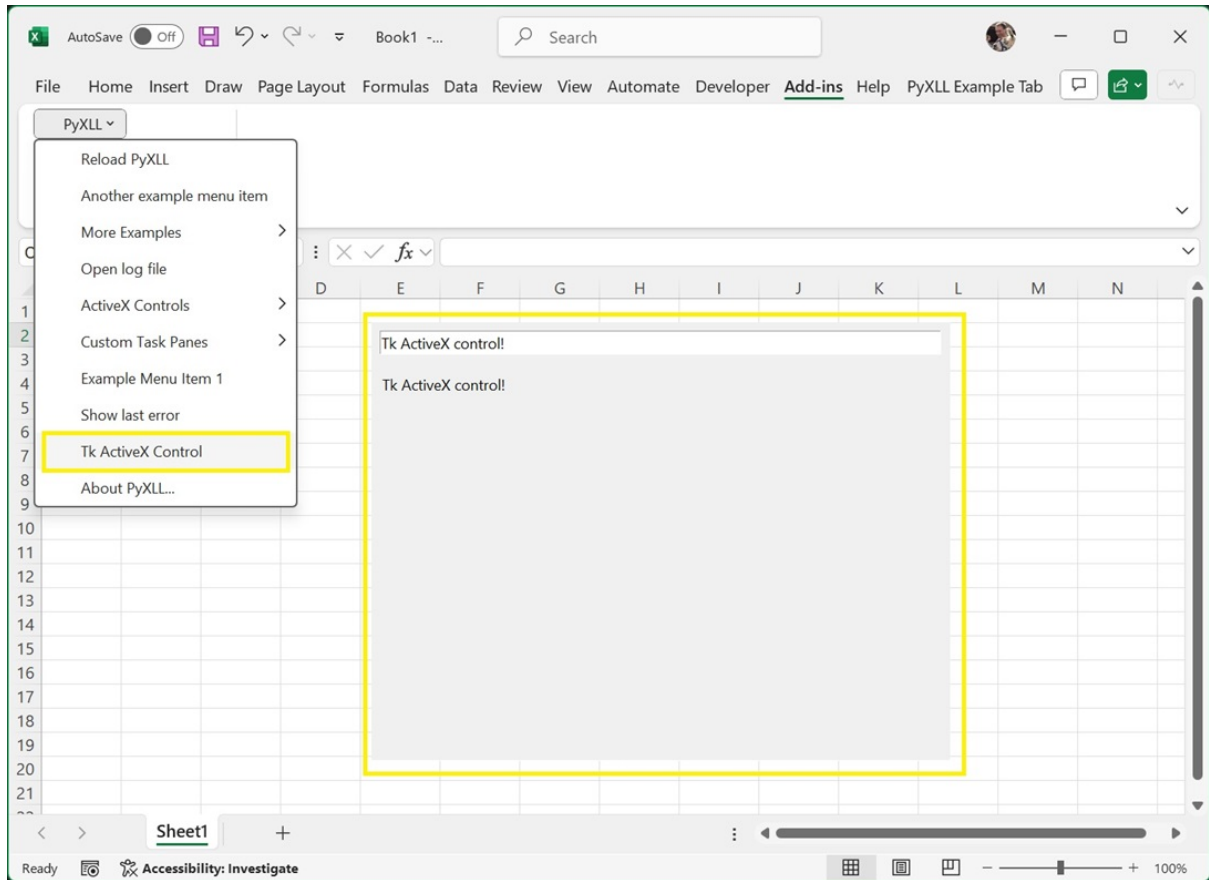 AutoSave Off Book1 -... Search
File Home Insert Draw Page Layout Formulas Data Review View Automate Developer Add-ins Help PyXLL Example Tab
PyXLL
Reload PyXLL
Another example menu item
More Examples
Open log file
ActiveX Controls
Custom Task Panes
Example Menu Item 1
Show last error
Tk ActiveX Control
About PyXLL...
fx
D E F G H I J K L M N
1
2
3
4
5
6
7
8
9
10
11
12
13
14
15
16
17
18
19
20
21
Tk ActiveX control!
Tk ActiveX control!
Sheet1
Ready Accessibility: Investigate 100%